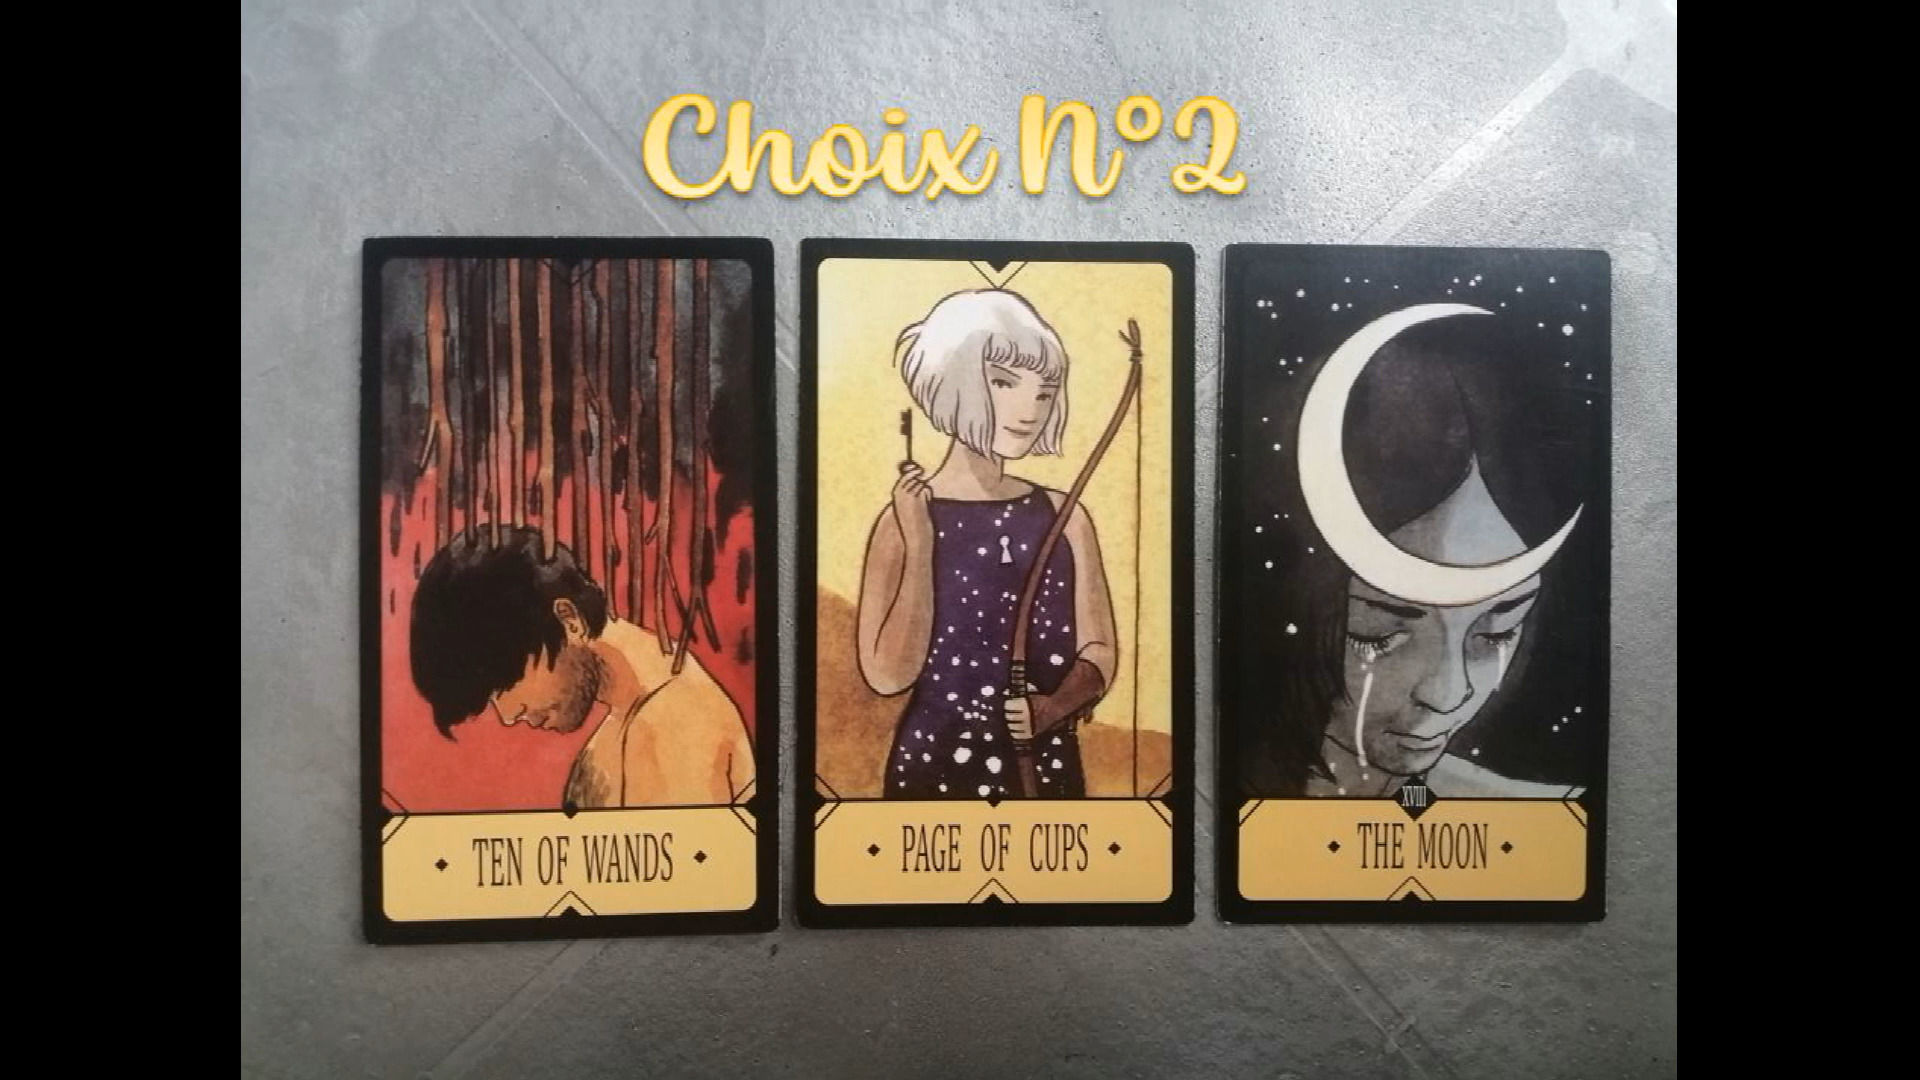 Choix N°2
TEN OF WANDS
PAGE OF CUPS
XVIII
THE MOON